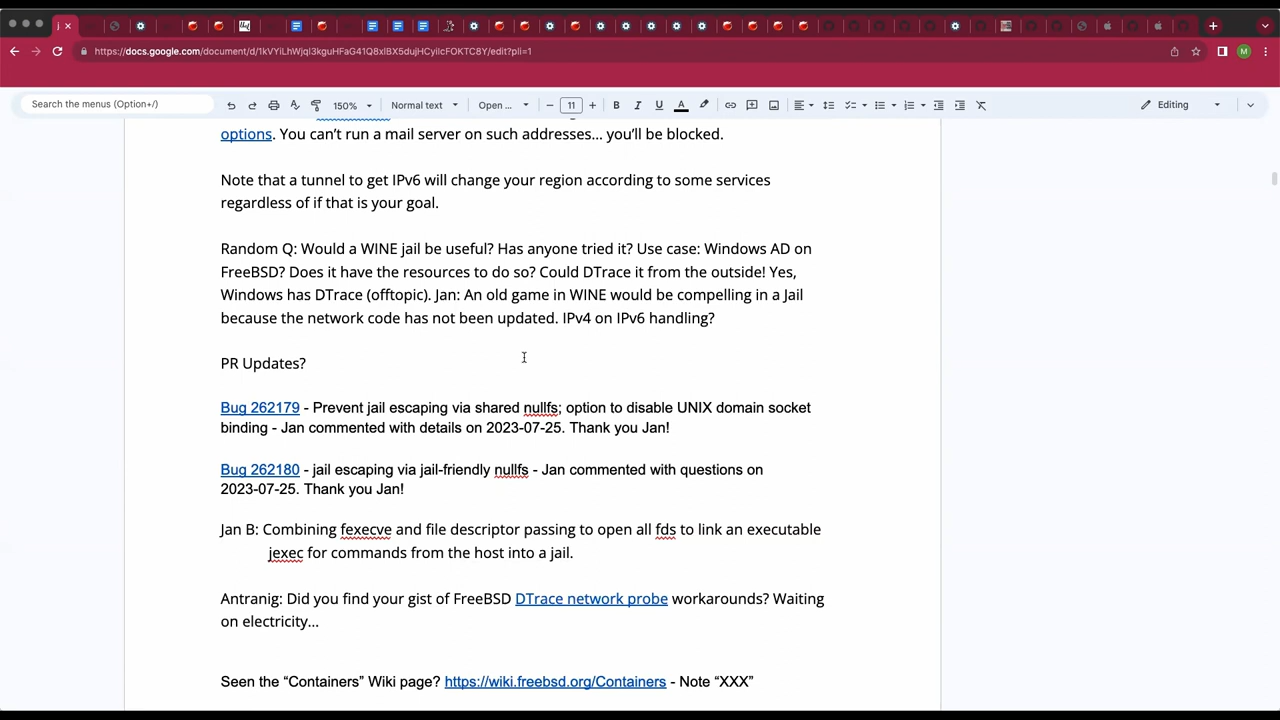 https://docs.google.com/document/d/1kVYiLhWjqI3kguHFaG41Q8xlBX5dujHCyilcFOKTC8Y/edit?pli=1
M
Search the menus (Option+/)
150%
Normal text
Open ...
11
Editing
options. You can’t run a mail server on such addresses… you’ll be blocked.
Note that a tunnel to get IPv6 will change your region according to some services
regardless of if that is your goal.
Random Q: Would a WINE jail be useful? Has anyone tried it? Use case: Windows AD on
FreeBSD? Does it have the resources to do so? Could DTrace it from the outside! Yes,
Windows has DTrace (offtopic). Jan: An old game in WINE would be compelling in a Jail
because the network code has not been updated. IPv4 on IPv6 handling?
PR Updates?
Bug 262179 - Prevent jail escaping via shared nullfs; option to disable UNIX domain socket
binding - Jan commented with details on 2023-07-25. Thank you Jan!
Bug 262180 - jail escaping via jail-friendly nullfs - Jan commented with questions on
2023-07-25. Thank you Jan!
Jan B: Combining fexecve and file descriptor passing to open all fds to link an executable
jexec for commands from the host into a jail.
Antranig: Did you find your gist of FreeBSD DTrace network probe workarounds? Waiting
on electricity…
Seen the “Containers” Wiki page? https://wiki.freebsd.org/Containers - Note “XXX”